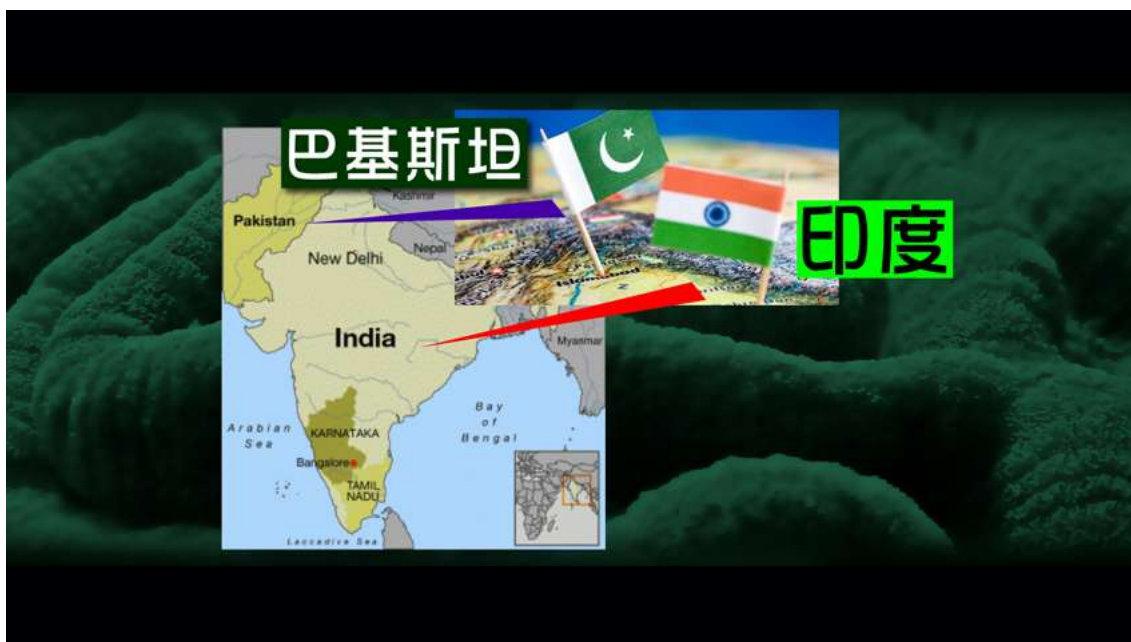 巴基斯坦
Kashmir
Pakistan
Nepal
New Delhi
印度
Islamabad
India
Myanmar
Bay
of
Bengal
Arabian
Sea
KARNATAKA
Bangalore
TAMIL
NADU
Laccadive Sea